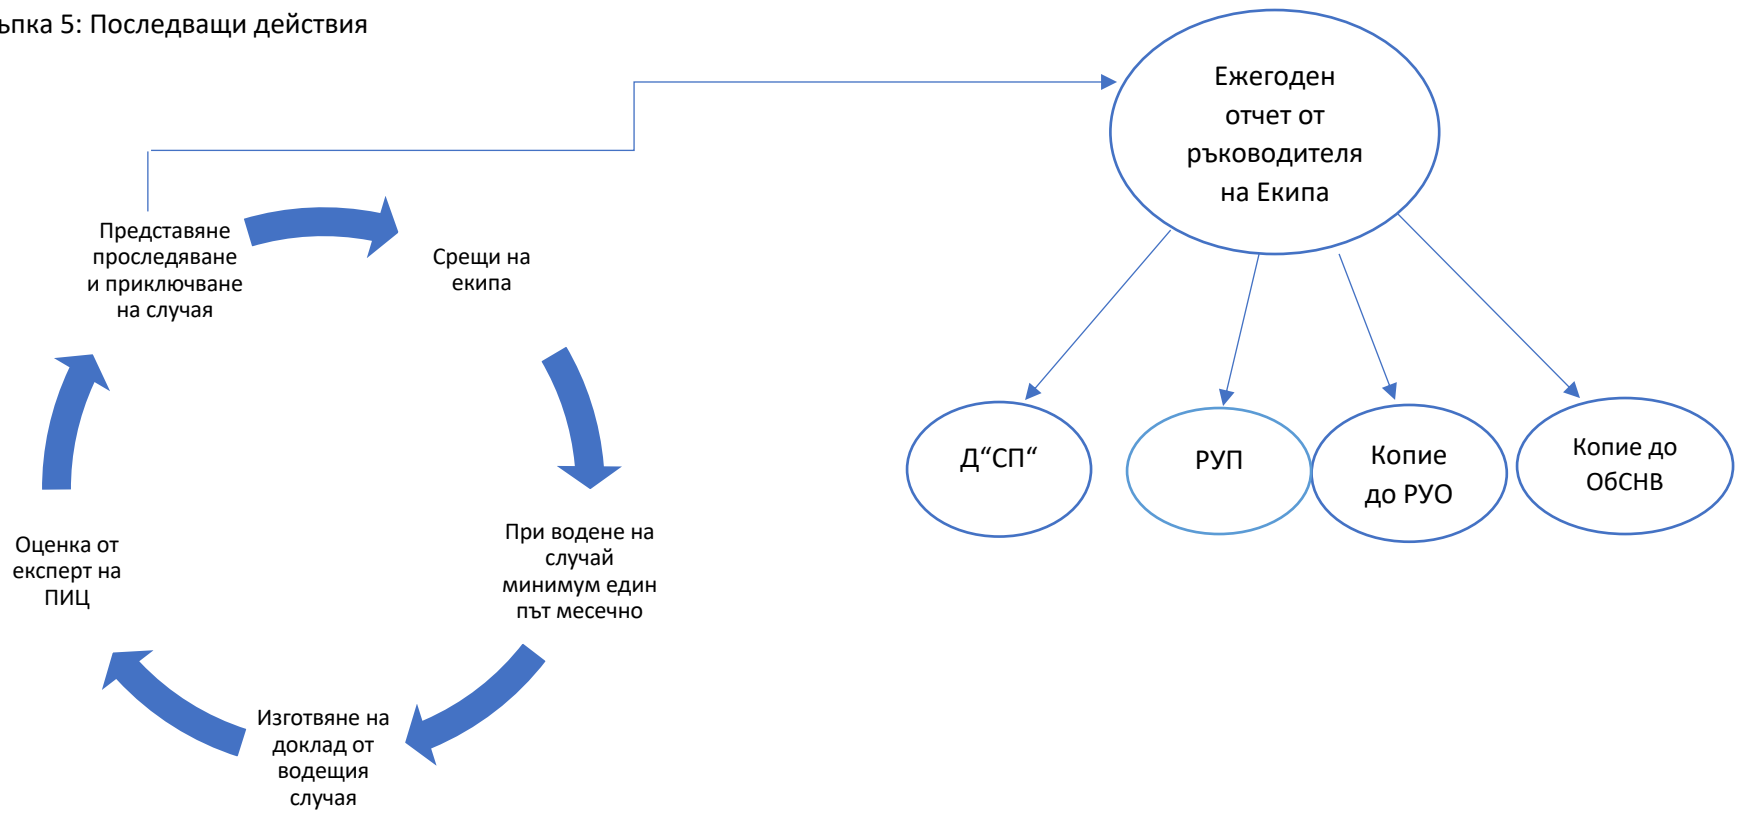 ъпка 5: Последващи действия
Ежегоден
отчет от
ръководителя
на Екипа
Представяне
проследяване
и приключване
на случая
Срещи на
екипа
При водене на
случай
минимум един
път месечно
Изготвяне на
доклад от
водещия
случая
Оценка от
експерт на
ПИЦ
Д“СП“
РУП
Копие
до РУО
Копие до
ОбСНВ